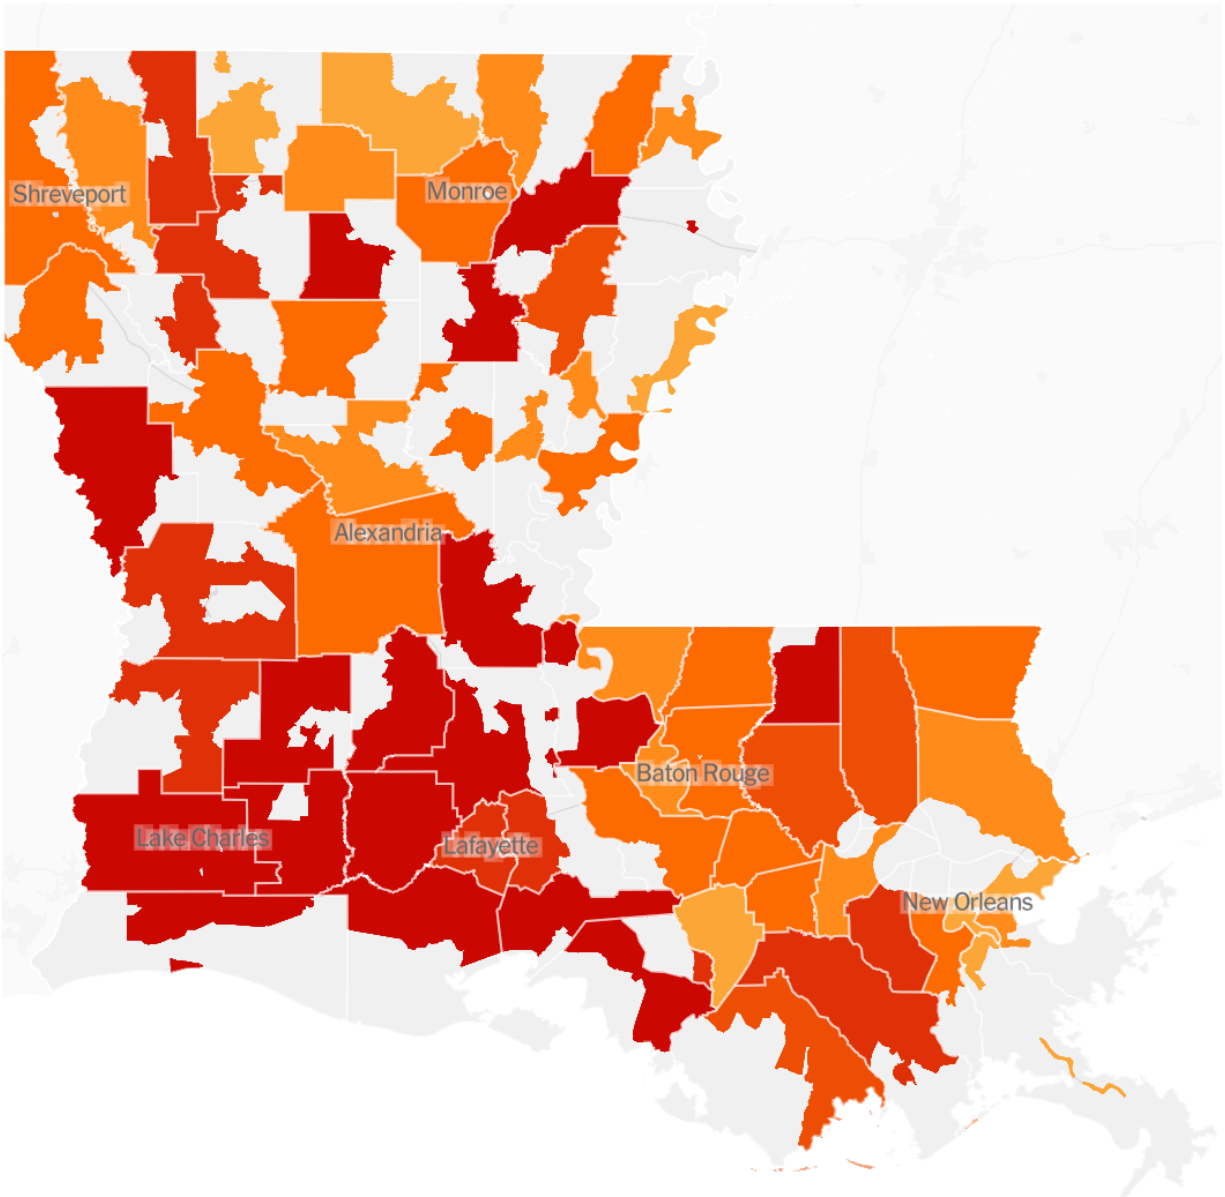 Shreveport
Monroe
Alexandria
Baton Rouge
Lake Charles
Lafayette
New Orleans